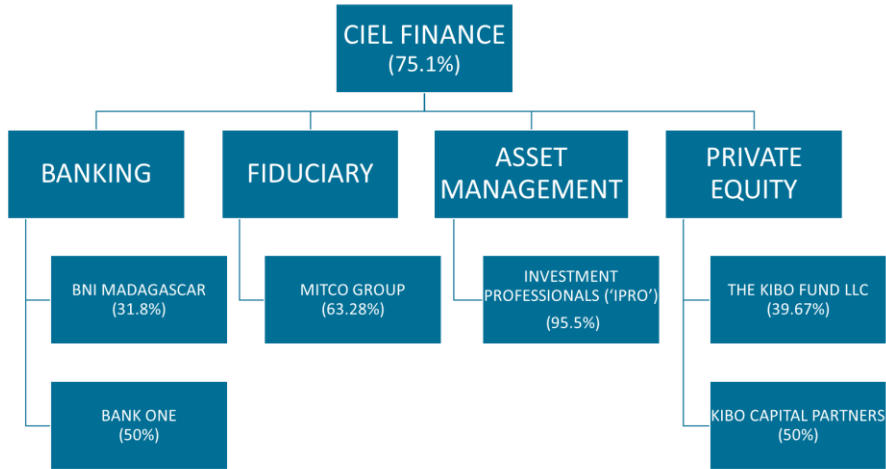 CIEL FINANCE
(75.1%)
BANKING
FIDUCIARY
ASSET
MANAGEMENT
PRIVATE
EQUITY
BNI MADAGASCAR
(31.8%)
MITCO GROUP
(63.28%)
INVESTMENT
PROFESSIONALS (‘IPRO’)
(95.5%)
THE KIBO FUND LLC
(39.67%)
BANK ONE
(50%)
KIBO CAPITAL PARTNERS
(50%)